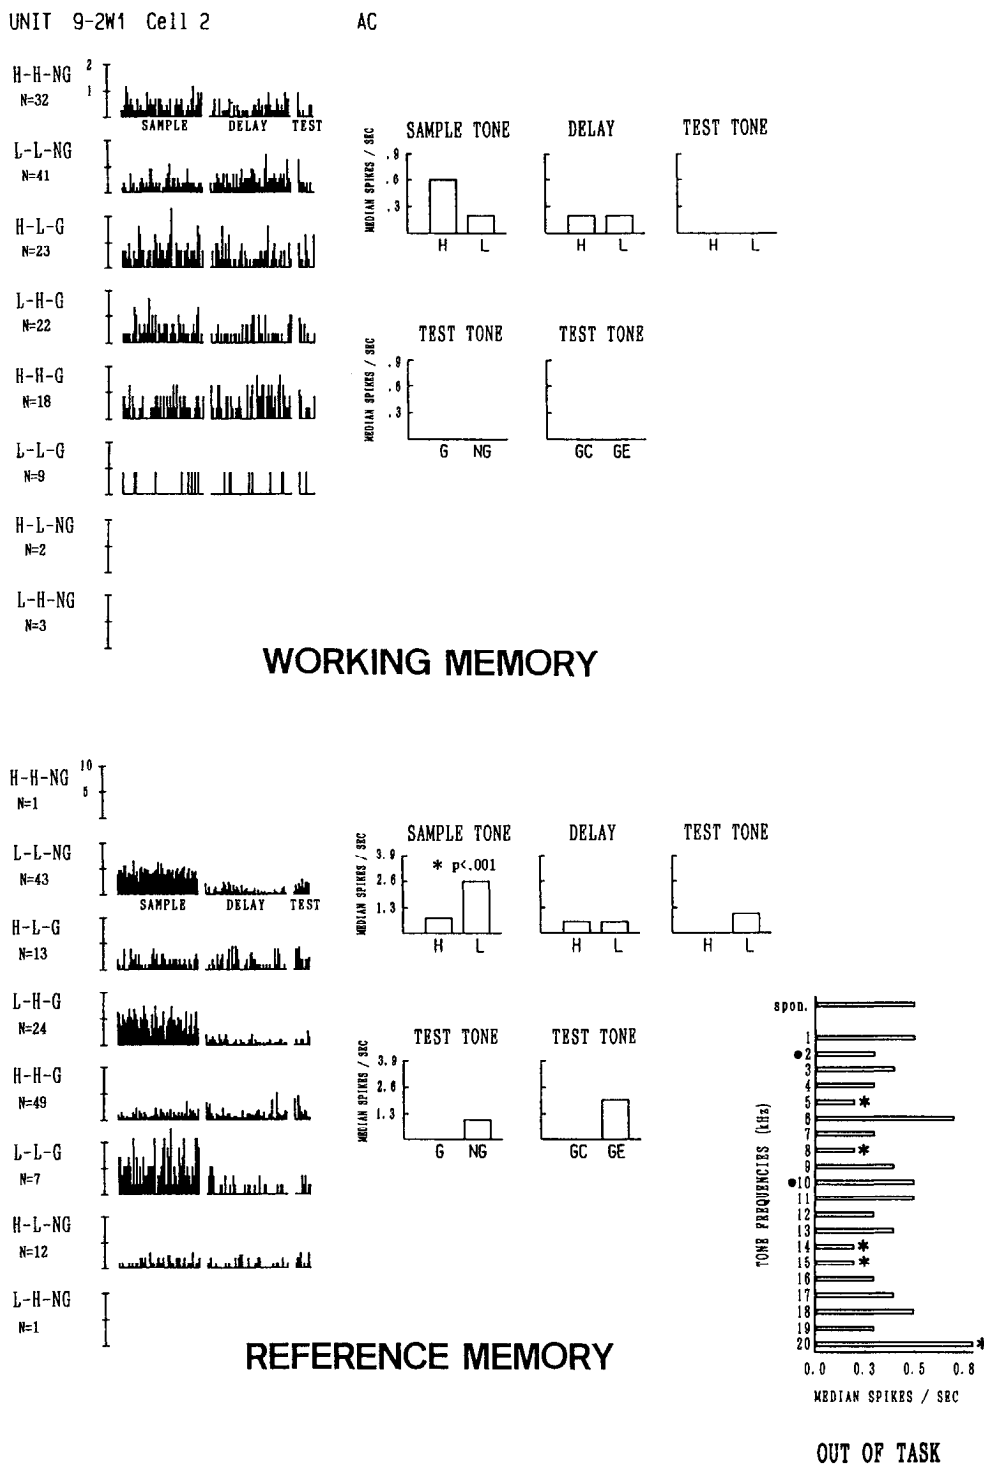 UNIT 9-2W1 Cell 2 AC
H-H-NG
N=32
2
1
SAMPLE DELAY TEST
L-L-NG
N=41
H-L-G
N=23
L-H-G
N=22
H-H-G
N=18
L-L-G
N=9
H-L-NG
N=2
L-H-NG
N=3
SAMPLE TONE DELAY TEST TONE
MEDIAN SPIKES / SEC
.9
.6
.3
H L H L H L
TEST TONE TEST TONE
MEDIAN SPIKES / SEC
.9
.6
.3
G NG GC GE
WORKING MEMORY
H-H-NG
N=1
10
5
L-L-NG
N=43
SAMPLE DELAY TEST
H-L-G
N=13
L-H-G
N=24
H-H-G
N=49
L-L-G
N=7
H-L-NG
N=12
L-H-NG
N=1
SAMPLE TONE DELAY TEST TONE
* p<.001
MEDIAN SPIKES / SEC
3.9
2.6
1.3
H L H L H L
TEST TONE TEST TONE
MEDIAN SPIKES / SEC
3.9
2.6
1.3
G NG GC GE
REFERENCE MEMORY
spon.
1
●2
3
4
5 *
6
7
8 *
9
●10
11
12
13
14 *
15 *
16
17
18
19
20 *
TONE FREQUENCIES (kHz)
0.0 0.3 0.5 0.8
MEDIAN SPIKES / SEC
OUT OF TASK